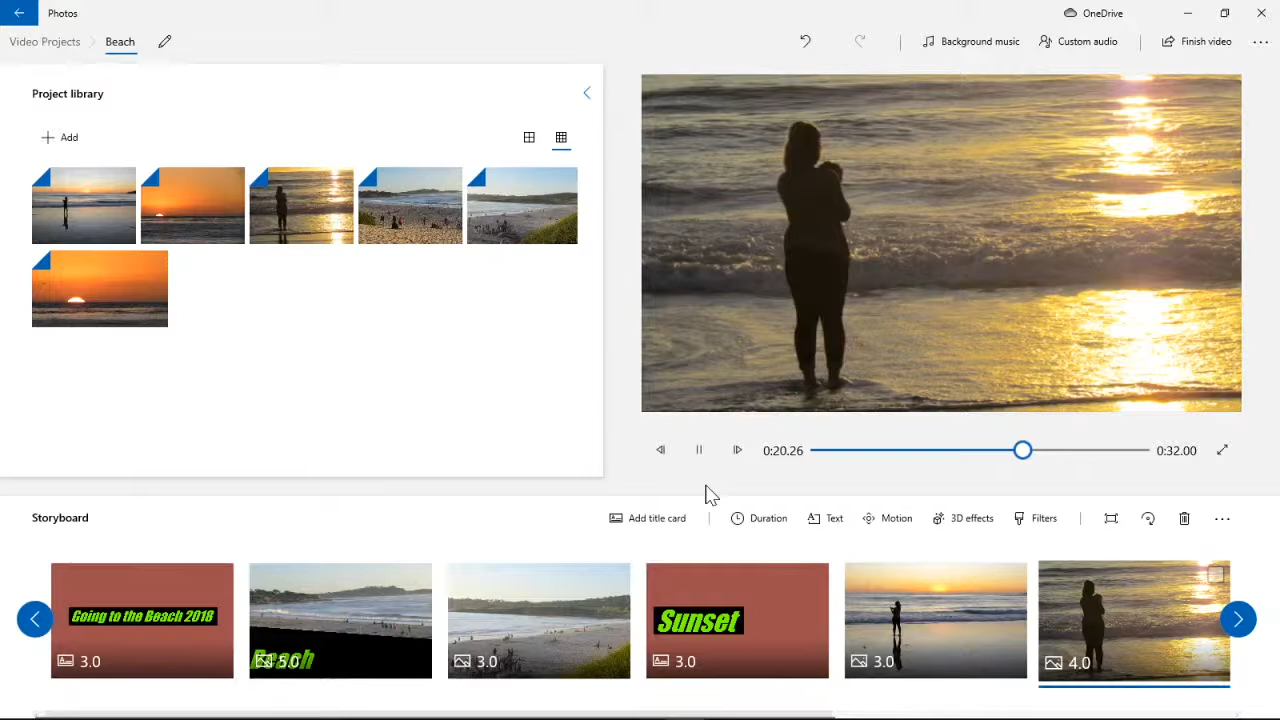 Photos
OneDrive
Video Projects
Beach
Background music
Custom audio
Finish video
Project library
Add
0:20.26
0:32.00
Storyboard
Add title card
Duration
Text
Motion
3D effects
Filters
Going to the Beach 2018
3.0
Beach
5.0
3.0
Sunset
3.0
3.0
4.0